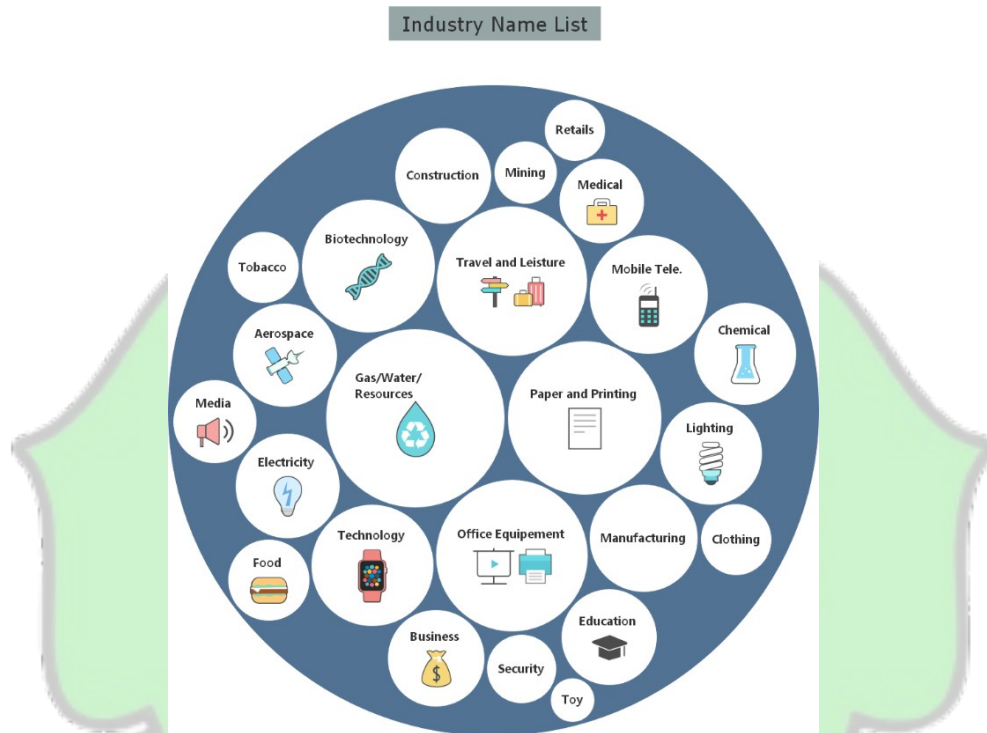 Industry Name List
Retails
Construction
Mining
Medical
Biotechnology
Travel and Leisture
Mobile Tele.
Tobacco
Aerospace
Chemical
Gas/Water/
Resources
Paper and Printing
Media
Lighting
Electricity
Technology
Office Equipement
Manufacturing
Clothing
Food
Education
Business
Security
Toy
$